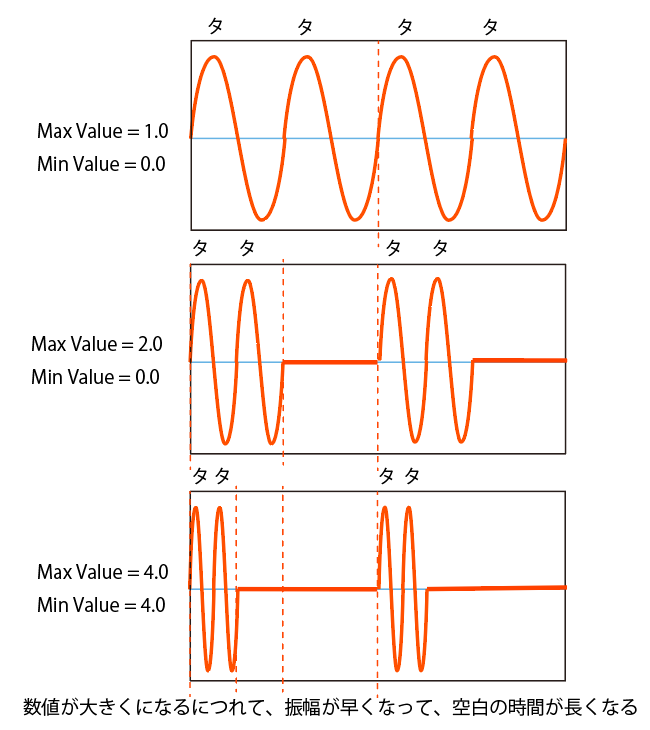 タ タ タ タ
Max Value = 1.0
Min Value = 0.0
タ タ タ タ
Max Value = 2.0
Min Value = 0.0
タ タ タ タ
Max Value = 4.0
Min Value = 4.0
数値が大きくになるにつれて、振幅が早くなって、空白の時間が長くなる